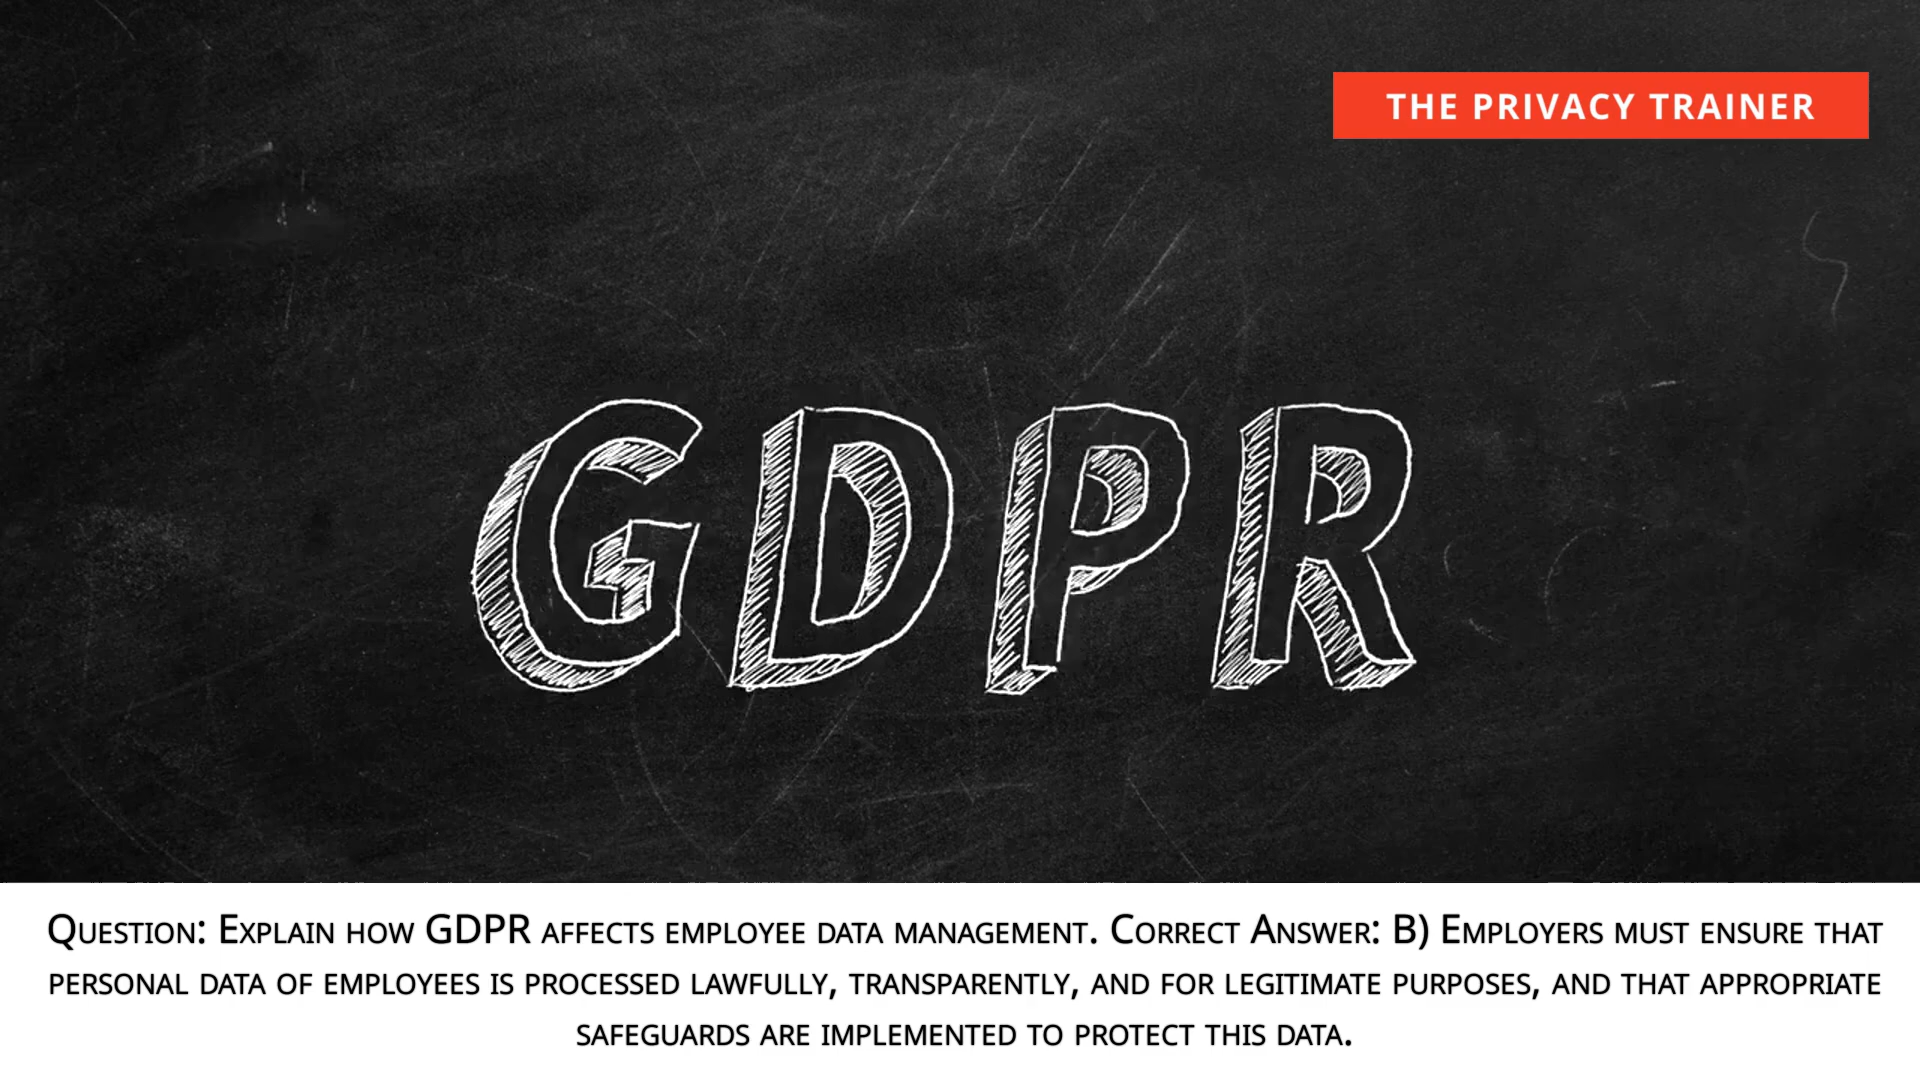 THE PRIVACY TRAINER
GDPR
Question: Explain how GDPR affects employee data management. Correct Answer: B) Employers must ensure that
personal data of employees is processed lawfully, transparently, and for legitimate purposes, and that appropriate
safeguards are implemented to protect this data.